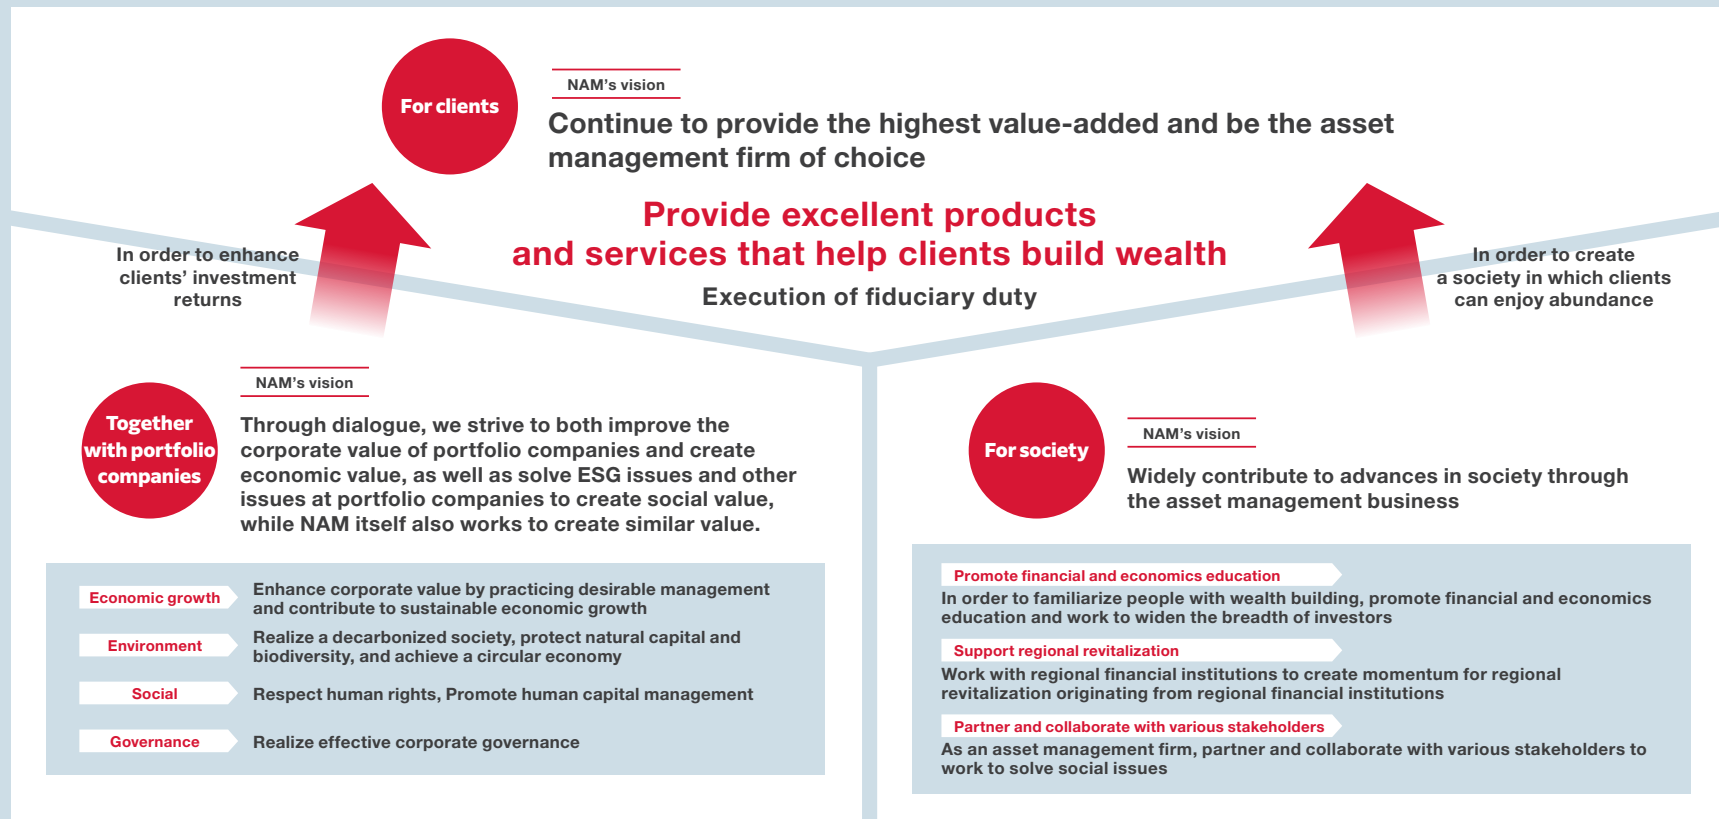 For clients
NAM's vision
Continue to provide the highest value-added and be the asset
management firm of choice
Provide excellent products
and services that help clients build wealth
Execution of fiduciary duty
In order to enhance
clients' investment
returns
In order to create
a society in which clients
can enjoy abundance
Together
with portfolio
companies
NAM's vision
Through dialogue, we strive to both improve the
corporate value of portfolio companies and create
economic value, as well as solve ESG issues and other
issues at portfolio companies to create social value,
while NAM itself also works to create similar value.
Economic growth
Enhance corporate value by practicing desirable management
and contribute to sustainable economic growth
Environment
Realize a decarbonized society, protect natural capital and
biodiversity, and achieve a circular economy
Social
Respect human rights, Promote human capital management
Governance
Realize effective corporate governance
For society
NAM's vision
Widely contribute to advances in society through
the asset management business
Promote financial and economics education
In order to familiarize people with wealth building, promote financial and economics
education and work to widen the breadth of investors
Support regional revitalization
Work with regional financial institutions to create momentum for regional
revitalization originating from regional financial institutions
Partner and collaborate with various stakeholders
As an asset management firm, partner and collaborate with various stakeholders to
work to solve social issues